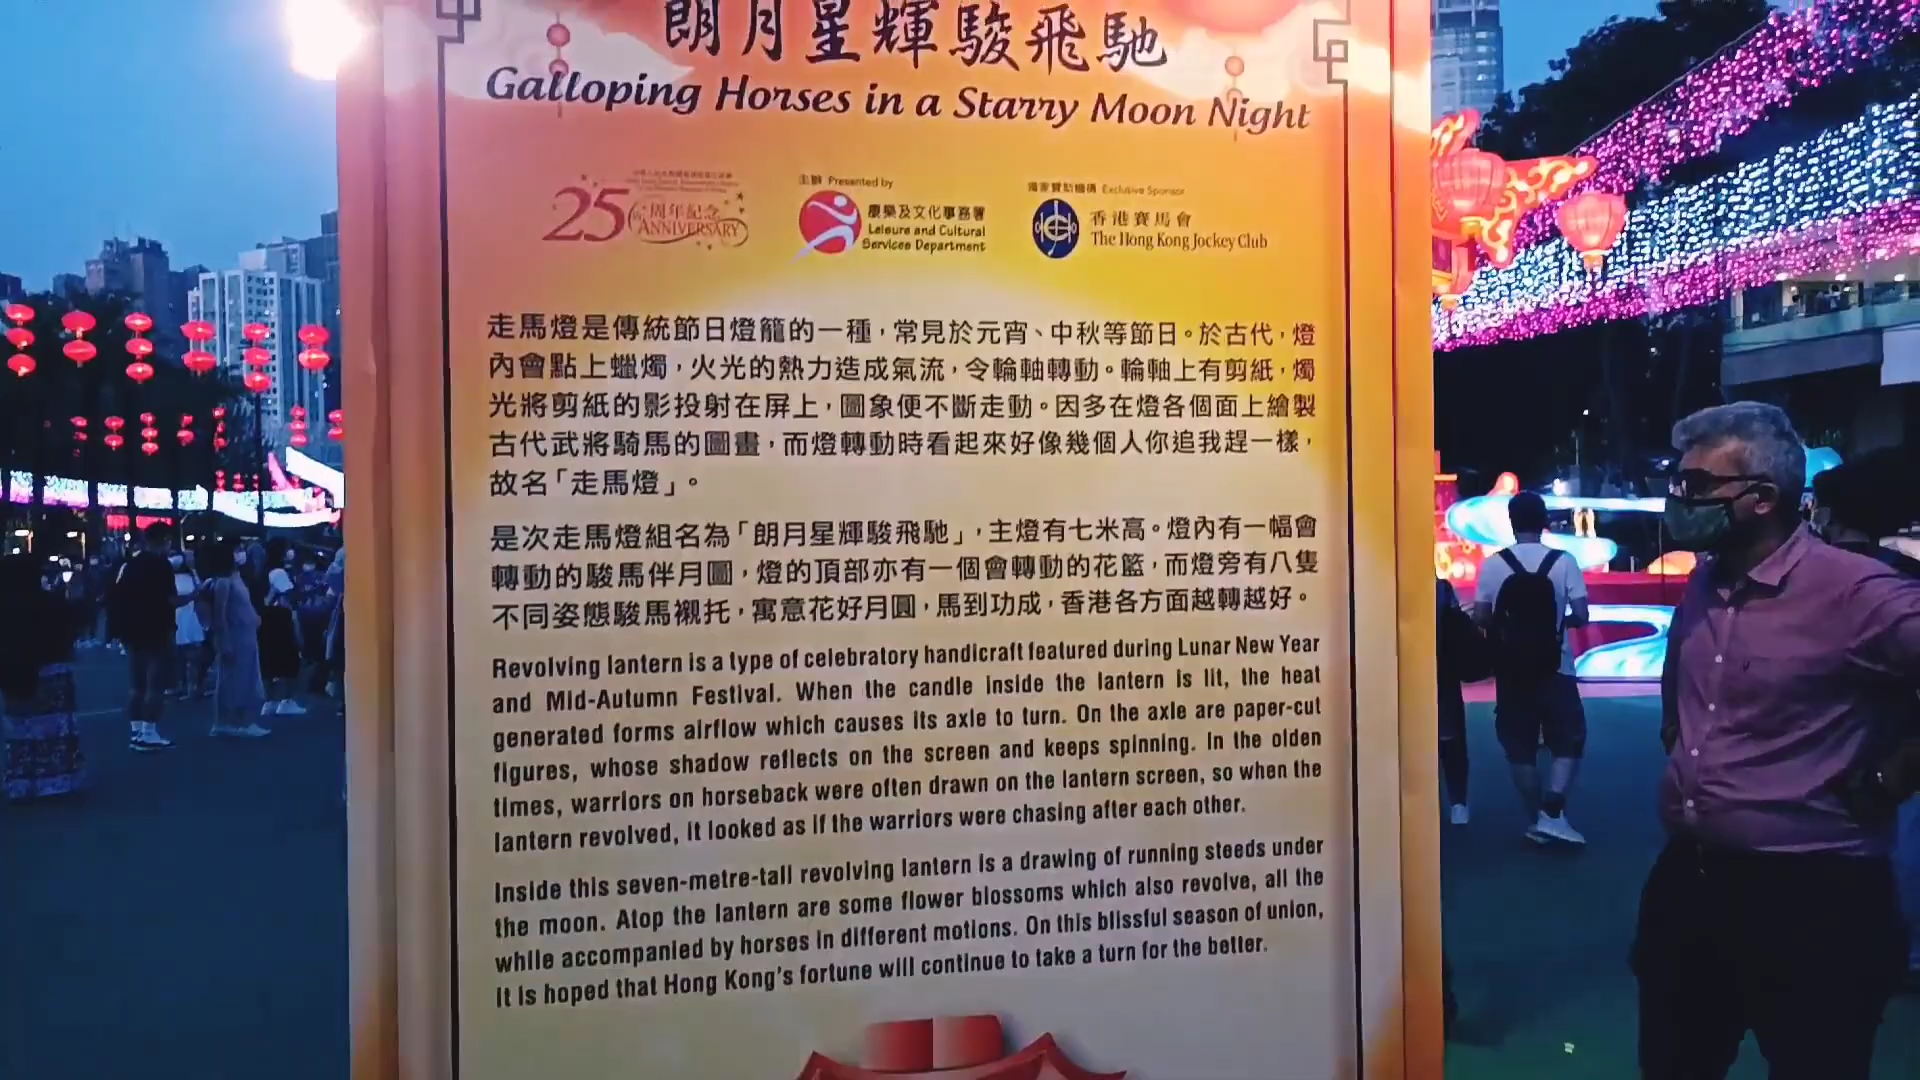 朗月星輝駿飛馳
Galloping Horses in a Starry Moon Night
25 周年紀念
ANNIVERSARY
主辦 Presented by
康樂及文化事務署
Leisure and Cultural
Services Department
獨家贊助機構 Exclusive Sponsor
香港賽馬會
The Hong Kong Jockey Club
走馬燈是傳統節日燈籠的一種，常見於元宵、中秋等節日。於古代，燈
內會點上蠟燭，火光的熱力造成氣流，令輪軸轉動。輪軸上有剪紙，燭
光將剪紙的影投射在屏上，圖象便不斷走動。因多在燈各個面上繪製
古代武將騎馬的圖畫，而燈轉動時看起來好像幾個人你追我趕一樣，
故名「走馬燈」。
是次走馬燈組名為「朗月星輝駿飛馳」，主燈有七米高。燈內有一幅會
轉動的駿馬伴月圖，燈的頂部亦有一個會轉動的花籃，而燈旁有八隻
不同姿態駿馬襯托，寓意花好月圓，馬到功成，香港各方面越轉越好。
Revolving lantern is a type of celebratory handicraft featured during Lunar New Year
and Mid-Autumn Festival. When the candle inside the lantern is lit, the heat
generated forms airflow which causes its axle to turn. On the axle are paper-cut
figures, whose shadow reflects on the screen and keeps spinning. In the olden
times, warriors on horseback were often drawn on the lantern screen, so when the
lantern revolved, it looked as if the warriors were chasing after each other.
Inside this seven-metre-tall revolving lantern is a drawing of running steeds under
the moon. Atop the lantern are some flower blossoms which also revolve, all the
while accompanied by horses in different motions. On this blissful season of union,
it is hoped that Hong Kong's fortune will continue to take a turn for the better.